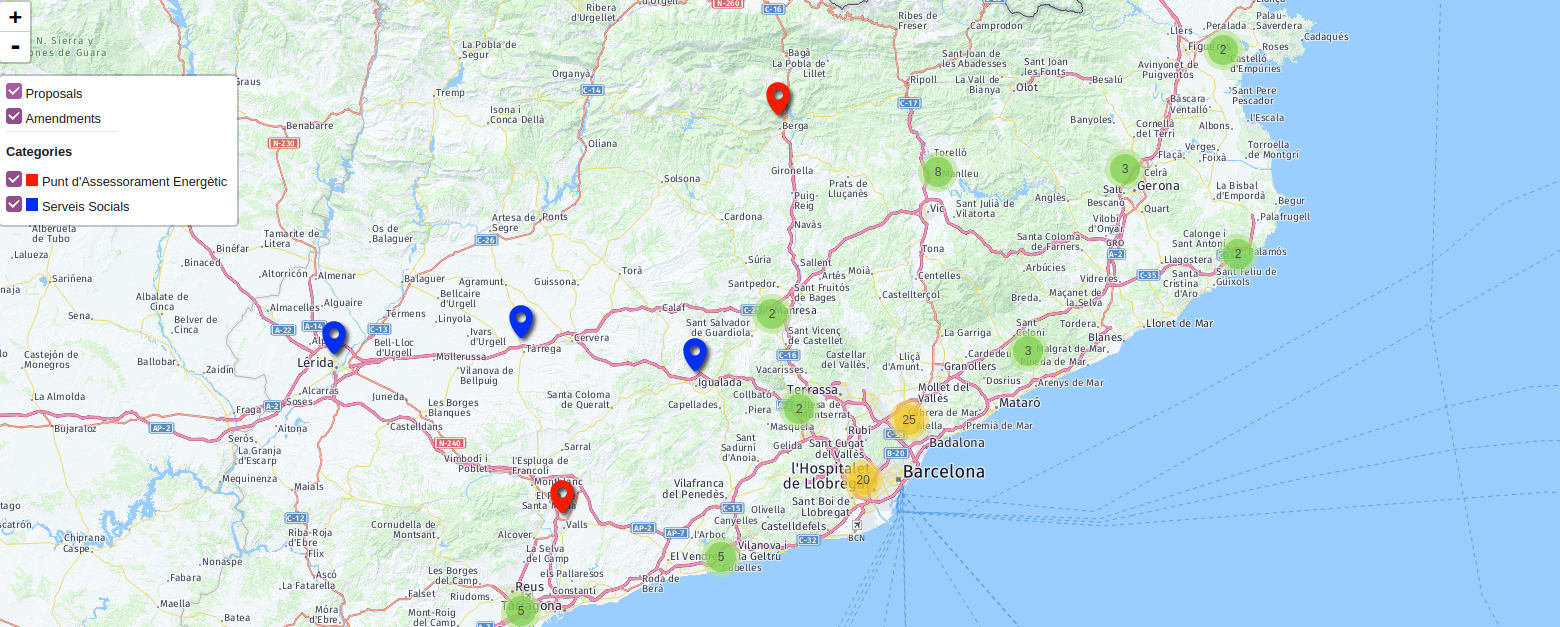 +
-
Proposals
Amendments
Categories
Punt d'Assessorament Energètic
Serveis Socials
N. Sierra y
Ribera
d'Urgellet
d'Urgell
N-260
C-16
Ribes de
Freser
Camprodon
Llers
Peralada
Palau-
Saverdera
Cadaqués
Roses
2
Castelló
d'Empúries
La Pobla de
Segur
Bagà
La Pobla de
Lillet
Sant Joan de
les Abadesses
Sant Joan
les Fonts
Avinyonet de
Puigventós
Organyà
C-14
Ripoll
La Vall de
Bianya
Olot
Besalú
Sant Pere
Pescador
Tremp
Isona i
Conca Dellà
C-17
Bàscara
Ventalló
l'Escala
Benabarre
N-230
Oliana
Berga
Banyoles
Cornellà
del Terri
Albons
Torroella
de Montgrí
Verges
Foixà
Flaçà
Torelló
Manlleu
8
3
Celrà
Gerona
Salt
Gironella
Solsona
Prats de
Lluçanès
Puig-
Reig
Anglès
Bescanó
Quart
La Bisbal
d'Empordà
Begur
Palafrugell
Vic
Sant Julià de
Vilatorta
Vilobí
d'Onyar
Artesa de
Segre
Ponts
Cardona
Navàs
Alberuela
de Tubo
Tamarite de
Litera
Os de
Balaguer
C-26
Tona
Santa Coloma
de Farners
GRO
A-2
Calonge i
Sant Antoni
2
Palamós
Lalueza
Binéfar
Binaced
Súria
Sallent
Artés
Moià
Centelles
Arbúcies
Llagostera
Sant Feliu de
Guíxols
Sariñena
Altorricón
Almenar
Balaguer
Agramunt
Guissona
Torà
Santpedor
Sant Fruitós
de Bages
Castellterçol
Vidreres
C-35
Santa
Cristina
d'Aro
Albalate de
Cinca
Almacelles
Alguaire
Bellcaire
d'Urgell
Calaf
2
Manresa
Breda
Maçanet de
la Selva
Sena
Belver de
Cinca
Térmens
Linyola
Ivars
d'Urgell
Sant Salvador
de Guardiola
Sant Vicenç
de Castellet
La Garriga
Sant
Celoni
Tordera
Lloret de Mar
A-22
A-14
C-13
Bell-Lloc
d'Urgell
Cervera
Tàrrega
Blanes
3
Malgrat de Mar
Pineda de Mar
Castejón de
Monegros
Ballobar
Zaidín
Lérida
Mollerussa
Vilanova de
Bellpuig
C-16
Vacarisses
Castellar
del Vallès
Lliçà
d'Amunt
Cardedeu
Granollers
Igualada
Dosrius
Arenys de Mar
La Almolda
Alcarràs
Soses
Juneda
Les Borges
Blanques
Santa Coloma
de Queralt
Capellades
Collbató
Piera
Terrassa
2
Mollet del
Vallès
Mataró
Fraga
A-2
Bujaraloz
AP-2
Aitona
Castelldans
Masquefa
Rubí
25
Cabrera de Mar
Premià de Mar
Seròs
La Granja
d'Escarp
N-240
Sarral
Sant
Sadurní
d'Anoia
Gelida
Sant Cugat
del Vallès
B-20
Badalona
Mequinenza
Maials
Vimbodí i
Poblet
l'Espluga de
Francolí
Montblanc
Vilafranca
del Penedès
l'Hospitalet
de Llobregat
20
Barcelona
Santa
Valls
C-15
Olivella
Canyelles
Sant Boi de
Llobregat
C-12
Riba-Roja
d'Ebre
Flix
Cornudella de
Montsant
Alcover
AP-2
AP-7
l'Arboç
Castelldefels
C-32
BCN
Chiprana
Caspe
Nonaspe
La Selva
del Camp
El Vendrell
5
Vilanova i
la Geltrú
Cubelles
Fabara
Ascó
La Fatarella
Les Borges
del Camp
Reus
els Pallaresos
Constantí
Roda de
Berà
Maella
Batea
Móra
d'Ebre
Falset
Riudoms
Mont-Roig
del Camp
5
Tarragona